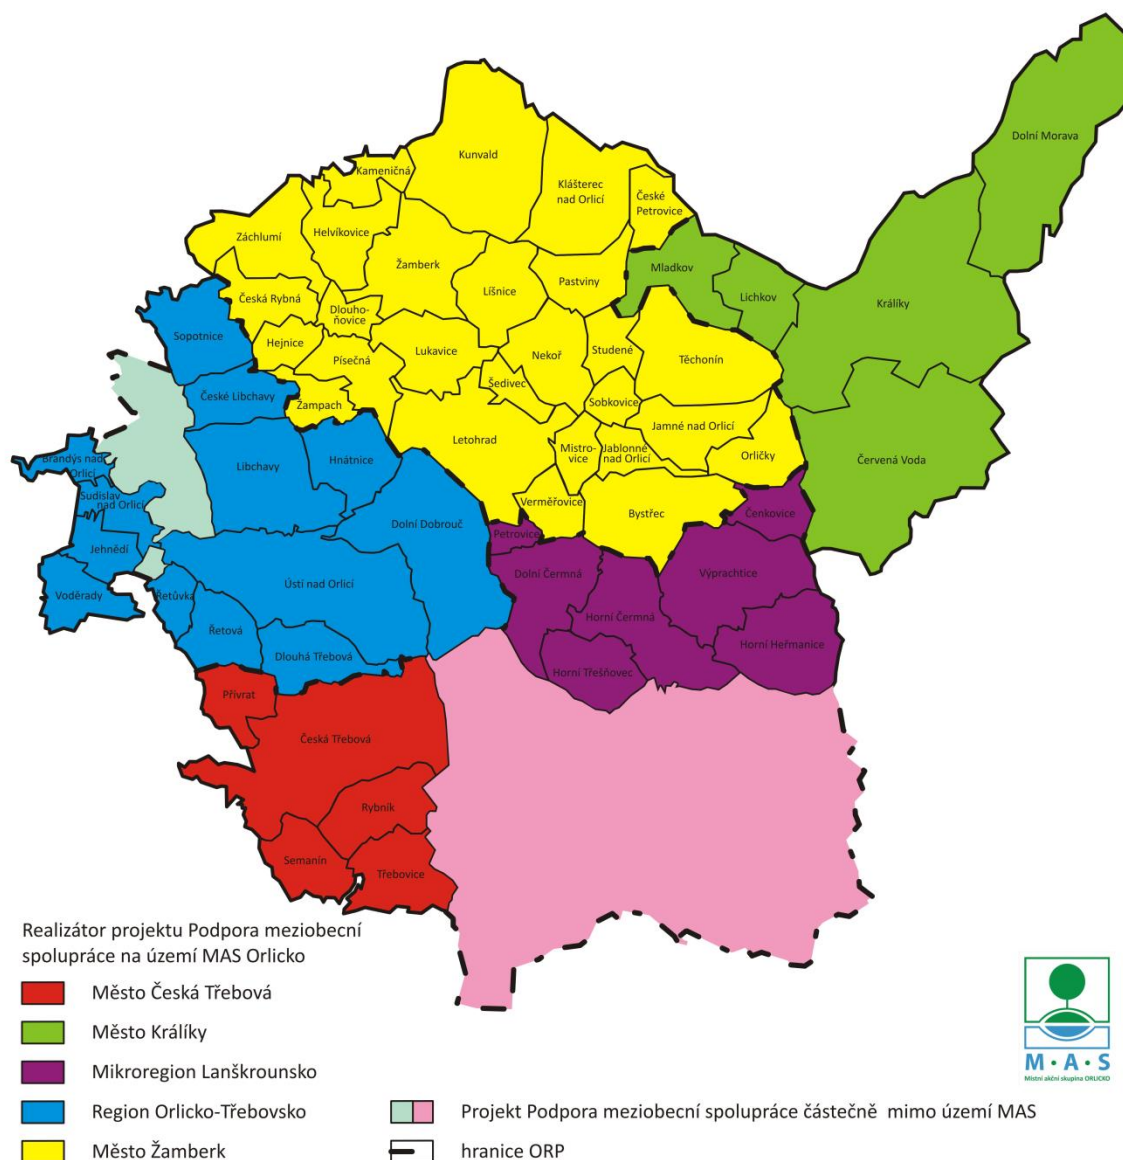 Dolní Morava
Kunvald
Kameničná
Klášterec
nad Orlicí
České
Petrovice
Záchlumí
Helvíkovice
Žamberk
Mladkov
Líšnice
Pastviny
Lichkov
Králíky
Česká Rybná
Dlouho-
ňovice
Sopotnice
Hejnice
Písečná
Lukavice
Nekoř
Studené
Těchonín
Šedivec
České Libchavy
Žampach
Sobkovice
Letohrad
Mistro-
vice
Jablonné
nad Orlicí
Jamné nad Orlicí
Orličky
Červená Voda
Brandýs nad
Orlicí
Libchavy
Hnátnice
Sudislav
nad Orlicí
Verměřovice
Bystřec
Čenkovice
Dolní Dobrouč
Petrovice
Jehnědí
Dolní Čermná
Výprachtice
Ústí nad Orlicí
Voděrady
Řetůvka
Horní Čermná
Řetová
Horní Heřmanice
Dlouhá Třebová
Horní Třešňovec
Přívrat
Česká Třebová
Rybník
Semanín
Třebovice
Realizátor projektu Podpora meziobecní
spolupráce na území MAS Orlicko
Město Česká Třebová
Město Králíky
Mikroregion Lanškrounsko
Region Orlicko-Třebovsko
Město Žamberk
Projekt Podpora meziobecní spolupráce částečně mimo území MAS
hranice ORP
M·A·S
Místní akční skupina ORLICKO